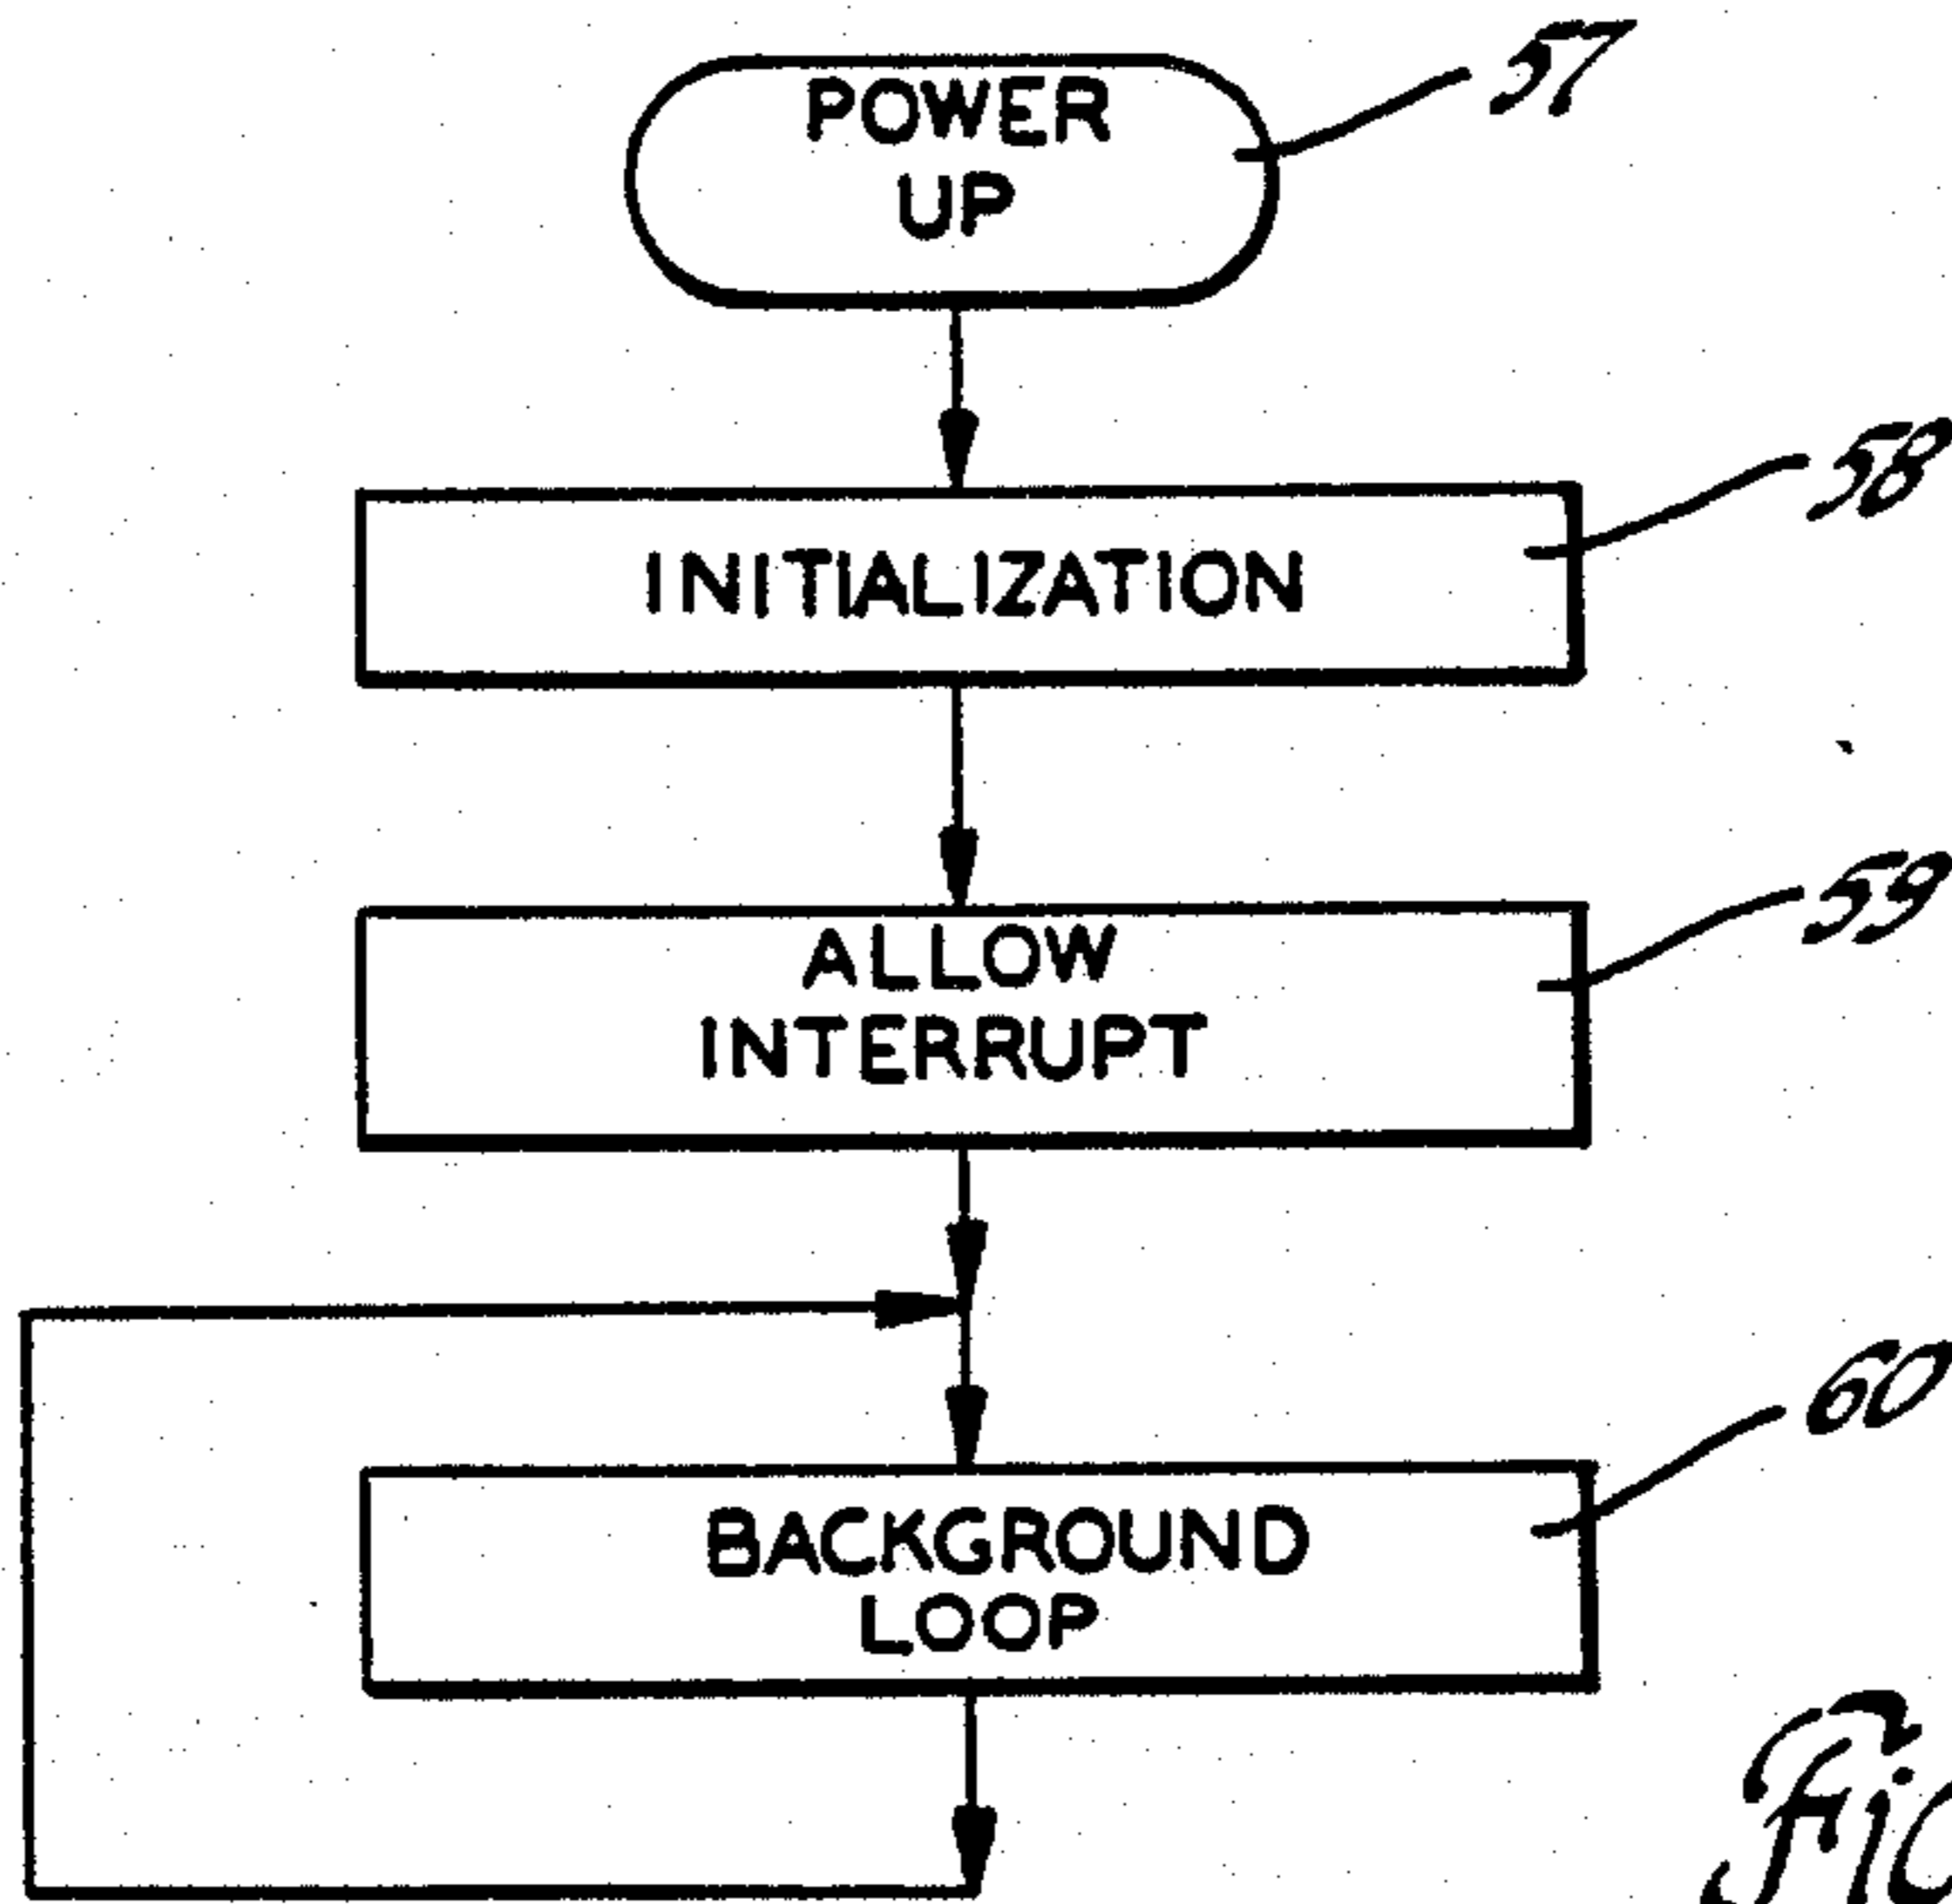 POWER
UP
57
INITIALIZATION
58
ALLOW
INTERRUPT
59
BACKGROUND
LOOP
60